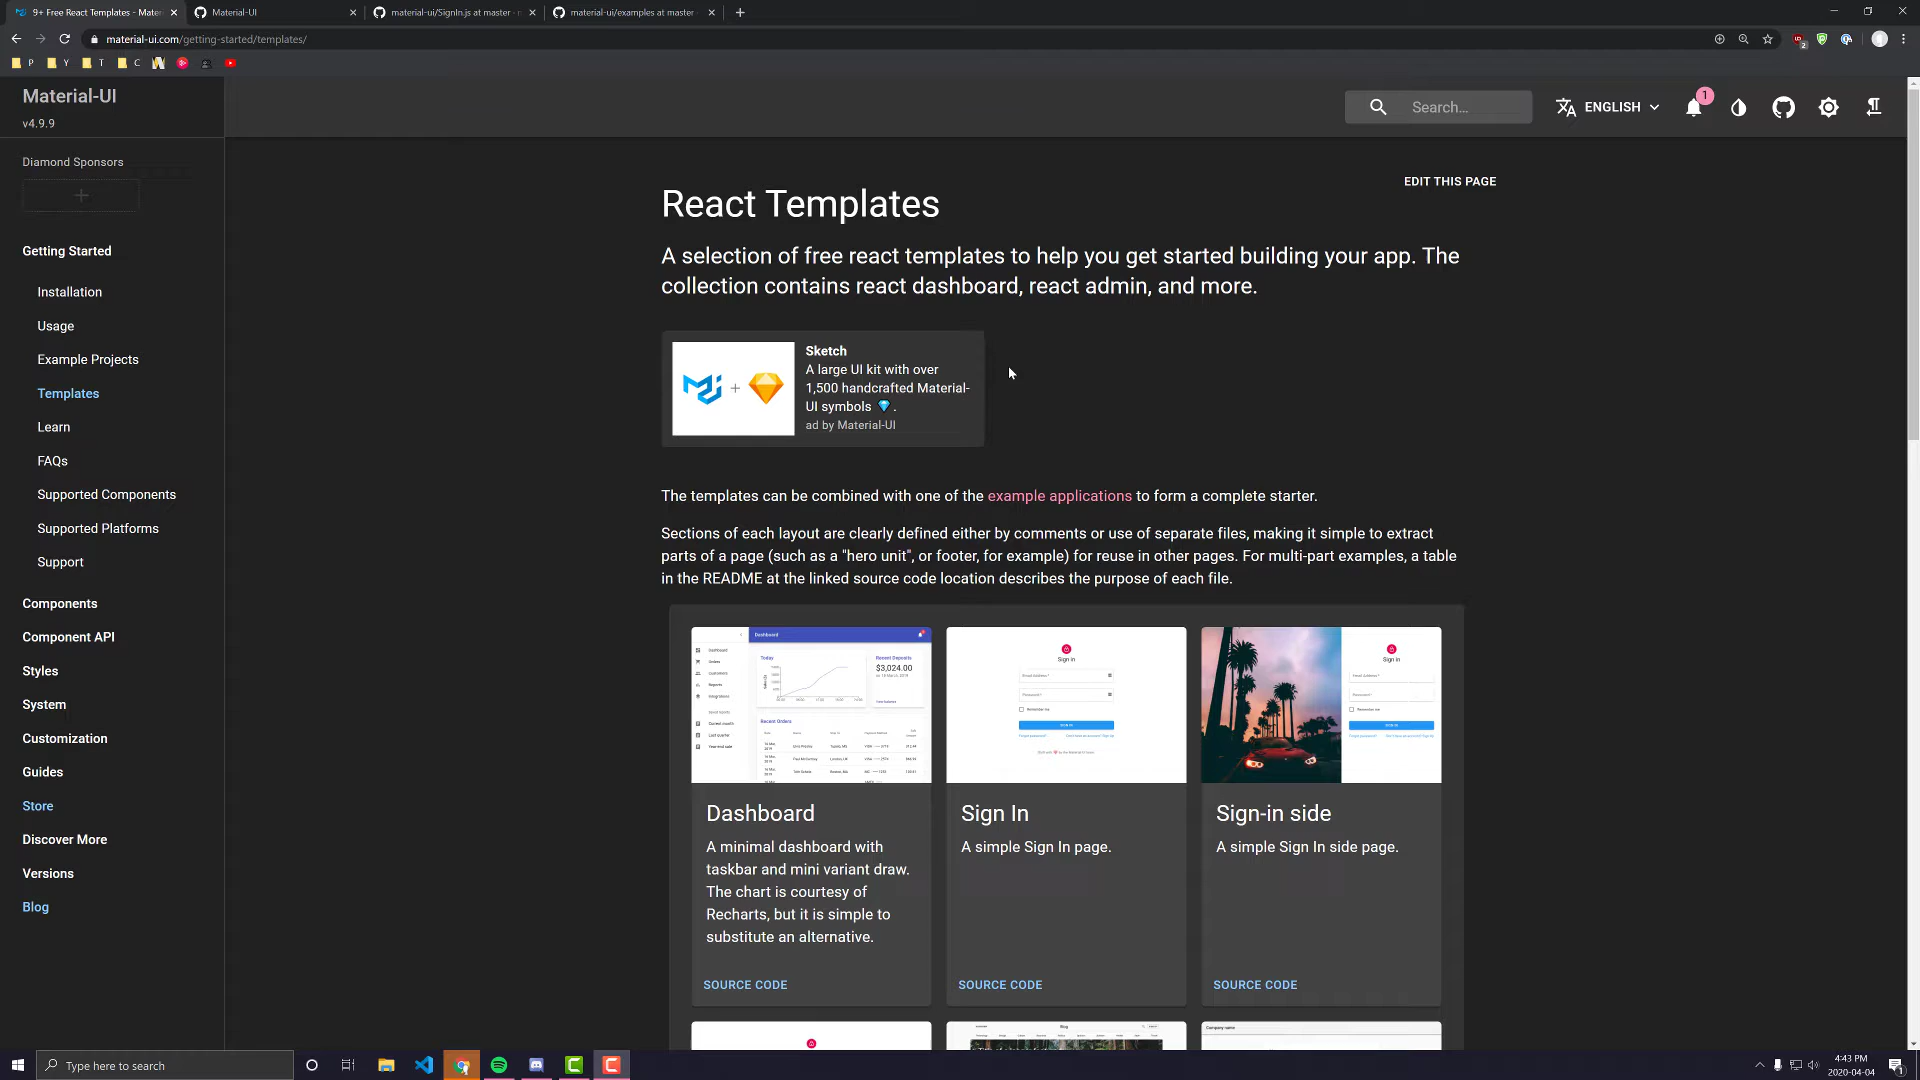 9+ Free React Templates - Mater
Material-UI
material-ui/SignIn.js at master ·
material-ui/examples at master
material-ui.com/getting-started/templates/
P
Y
T
C
Material-UI
v4.9.9
Search…
ENGLISH
1
Diamond Sponsors
Getting Started
Installation
Usage
Example Projects
Templates
Learn
FAQs
Supported Components
Supported Platforms
Support
Components
Component API
Styles
System
Customization
Guides
Store
Discover More
Versions
Blog
EDIT THIS PAGE
React Templates
A selection of free react templates to help you get started building your app. The
collection contains react dashboard, react admin, and more.
Sketch
A large UI kit with over
1,500 handcrafted Material-
UI symbols 💎 .
ad by Material-UI
The templates can be combined with one of the example applications to form a complete starter.
Sections of each layout are clearly defined either by comments or use of separate files, making it simple to extract
parts of a page (such as a "hero unit", or footer, for example) for reuse in other pages. For multi-part examples, a table
in the README at the linked source code location describes the purpose of each file.
Dashboard
Today
Recent Deposits
$3,024.00
Recent Orders
Sign in
Sign in
Dashboard
A minimal dashboard with
taskbar and mini variant draw.
The chart is courtesy of
Recharts, but it is simple to
substitute an alternative.
SOURCE CODE
Sign In
A simple Sign In page.
SOURCE CODE
Sign-in side
A simple Sign In side page.
SOURCE CODE
Blog
Company name
Type here to search
4:43 PM
2020-04-04